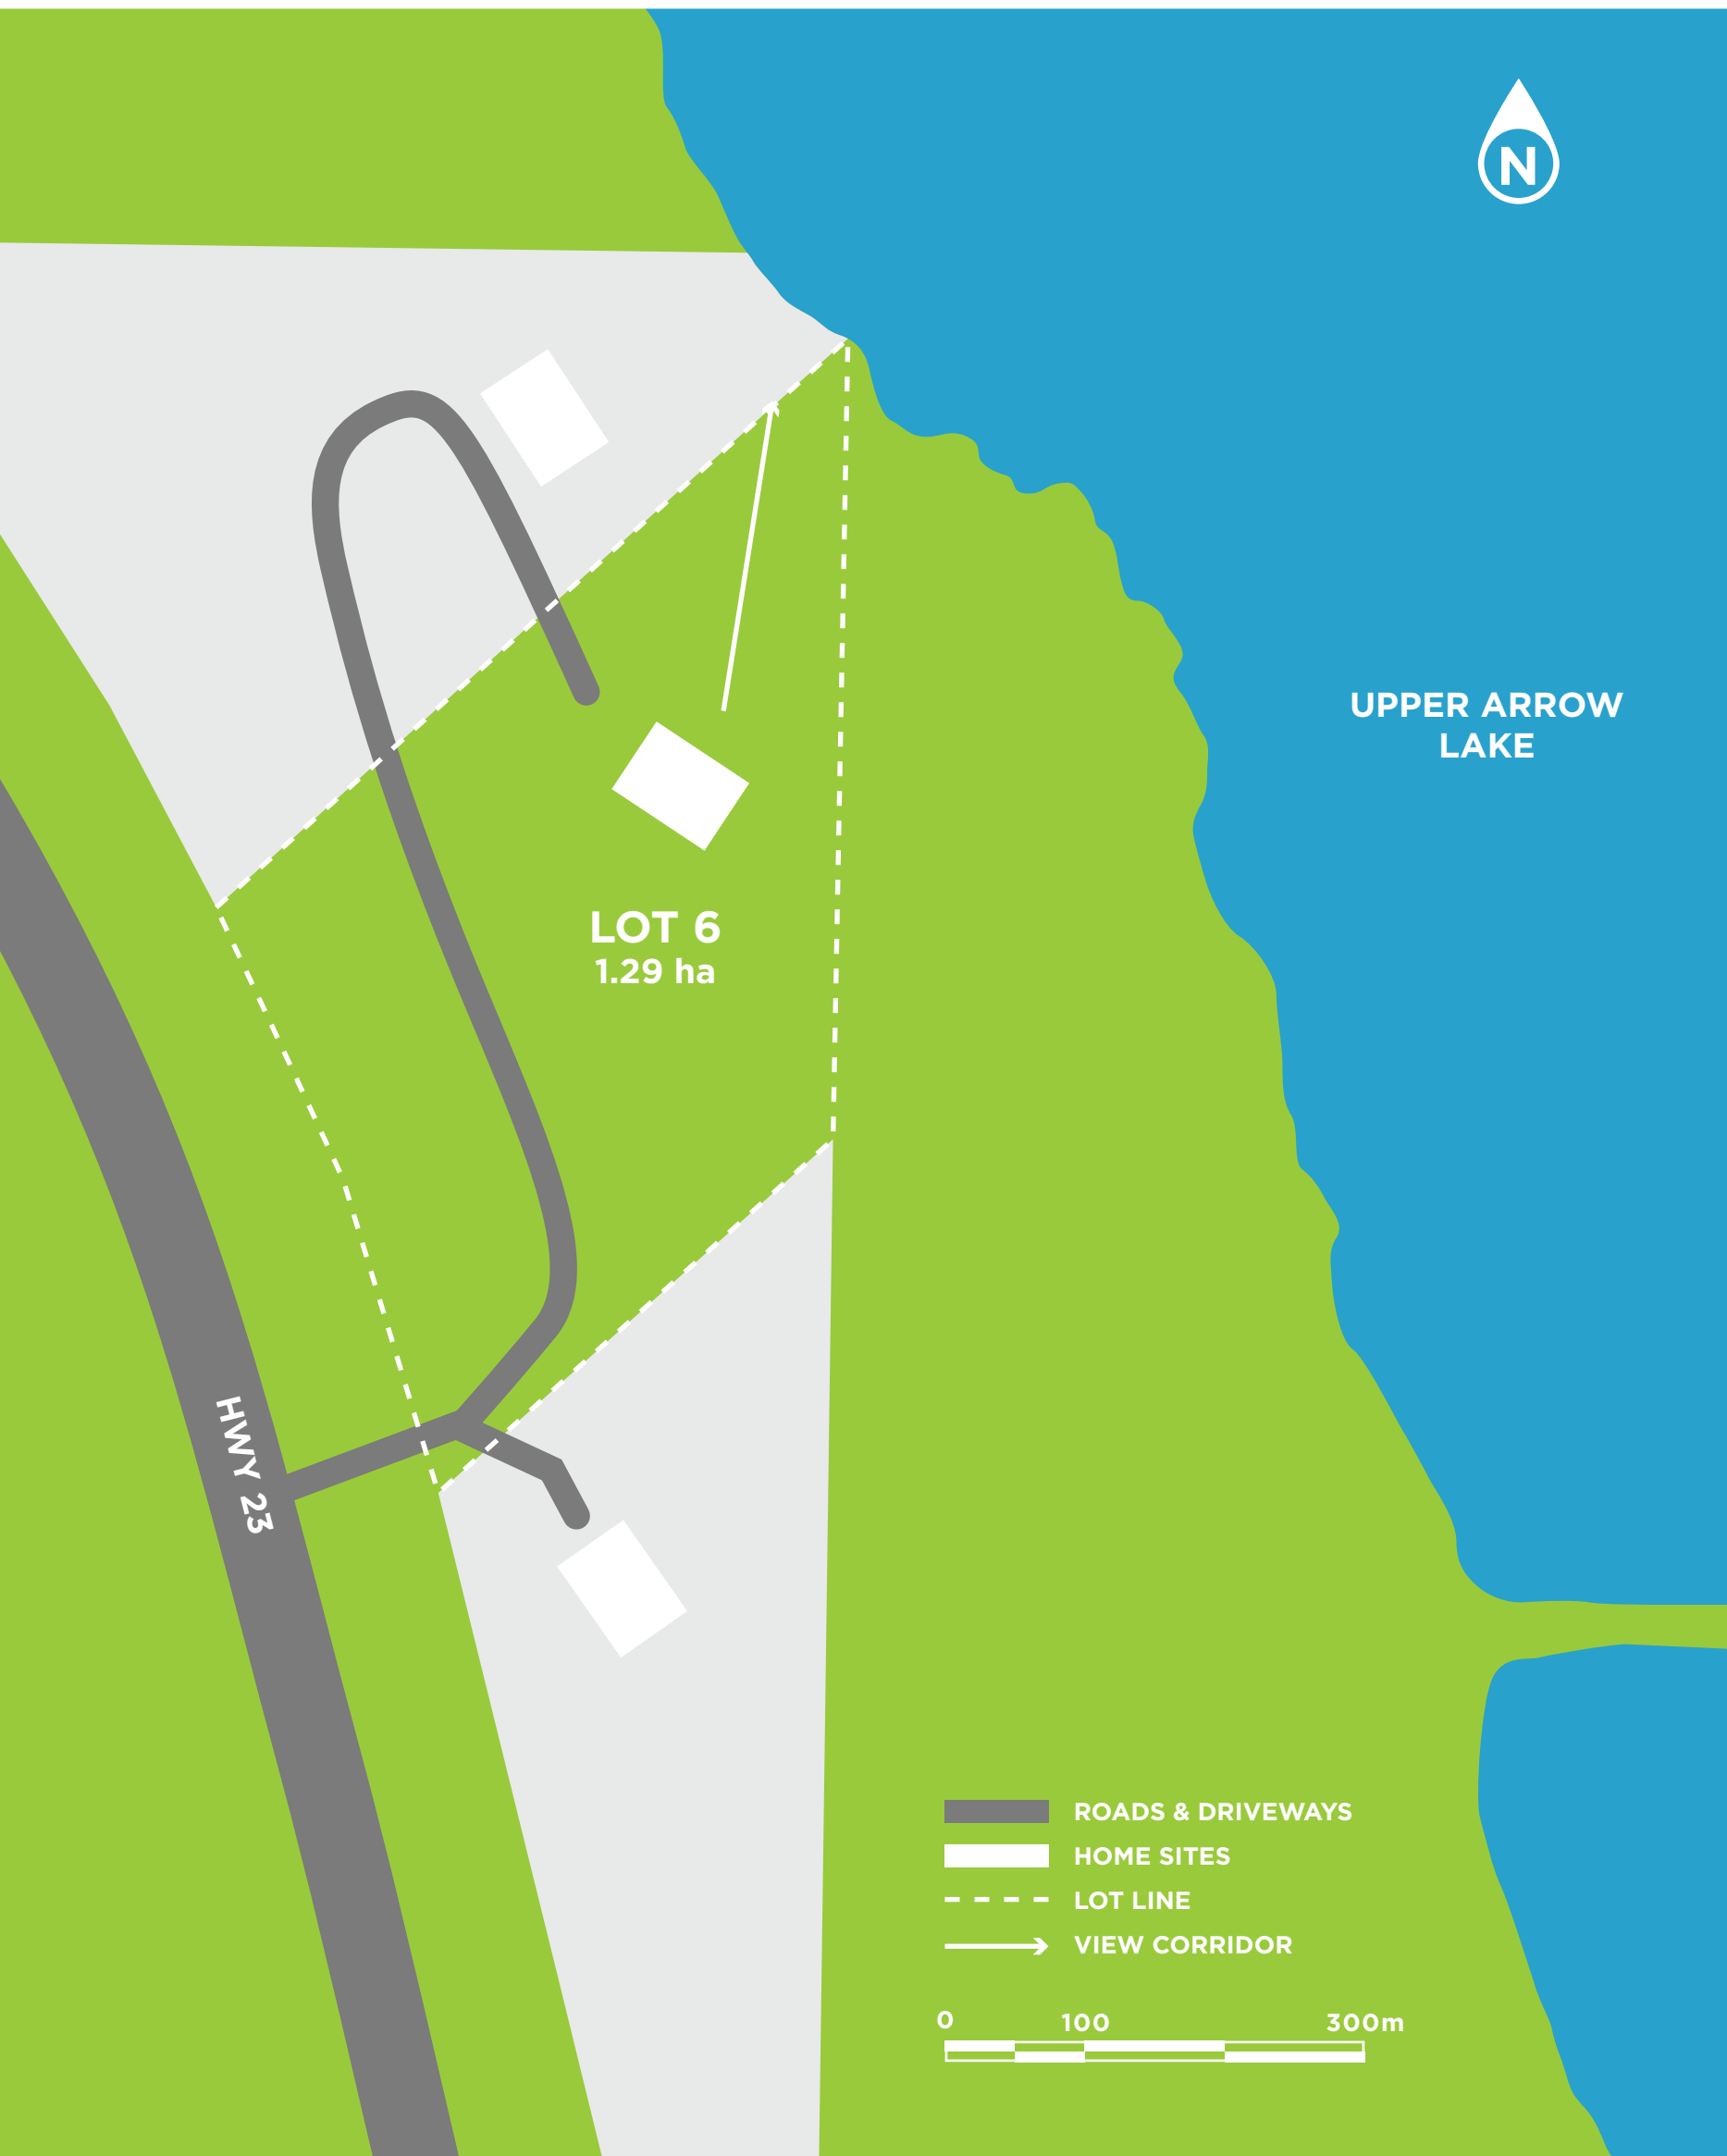 N
UPPER ARROW
LAKE
LOT 6
1.29 ha
HWY 23
ROADS & DRIVEWAYS
HOME SITES
LOT LINE
VIEW CORRIDOR
0 100 300m